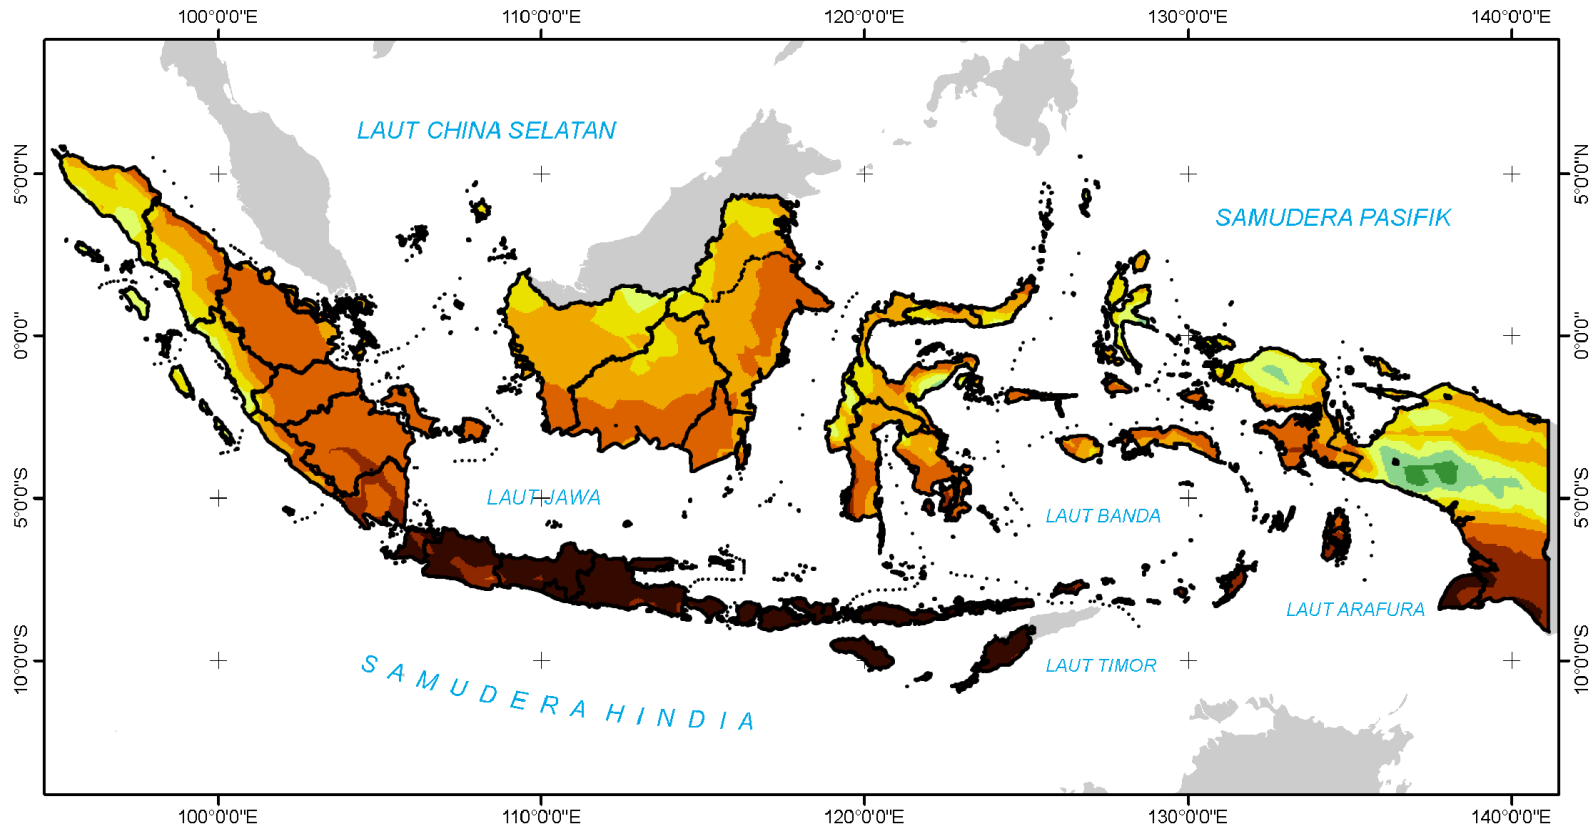 100°0'0"E 110°0'0"E 120°0'0"E 130°0'0"E 140°0'0"E
LAUT CHINA SELATAN
5°0'0"N 5°0'0"N
SAMUDERA PASIFIK
0°0'0" 0°0'0"
LAUT JAWA
5°0'0"S 5°0'0"S
LAUT BANDA
LAUT ARAFURA
10°0'0"S 10°0'0"S
LAUT TIMOR
SAMUDERA HINDIA
100°0'0"E 110°0'0"E 120°0'0"E 130°0'0"E 140°0'0"E